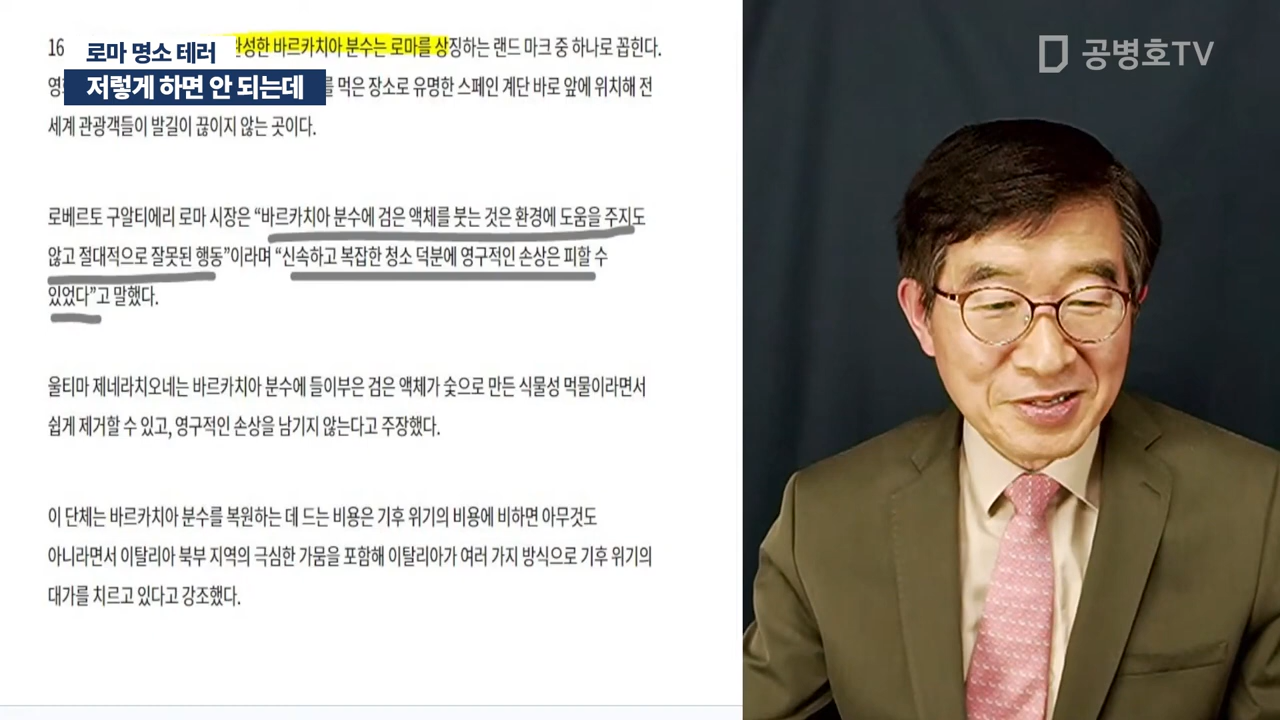 로마 명소 테러
저렇게 하면 안 되는데
공병호TV
16 완성한 바르카치아 분수는 로마를 상징하는 랜드 마크 중 하나로 꼽힌다.
를 먹은 장소로 유명한 스페인 계단 바로 앞에 위치해 전
세계 관광객들이 발길이 끊이지 않는 곳이다.
로베르토 구알티에리 로마 시장은 “바르카치아 분수에 검은 액체를 붓는 것은 환경에 도움을 주지도
않고 절대적으로 잘못된 행동”이라며 “신속하고 복잡한 청소 덕분에 영구적인 손상은 피할 수
있었다”고 말했다.
울티마 제네라치오네는 바르카치아 분수에 들이부은 검은 액체가 숯으로 만든 식물성 먹물이라면서
쉽게 제거할 수 있고, 영구적인 손상을 남기지 않는다고 주장했다.
이 단체는 바르카치아 분수를 복원하는 데 드는 비용은 기후 위기의 비용에 비하면 아무것도
아니라면서 이탈리아 북부 지역의 극심한 가뭄을 포함해 이탈리아가 여러 가지 방식으로 기후 위기의
대가를 치르고 있다고 강조했다.